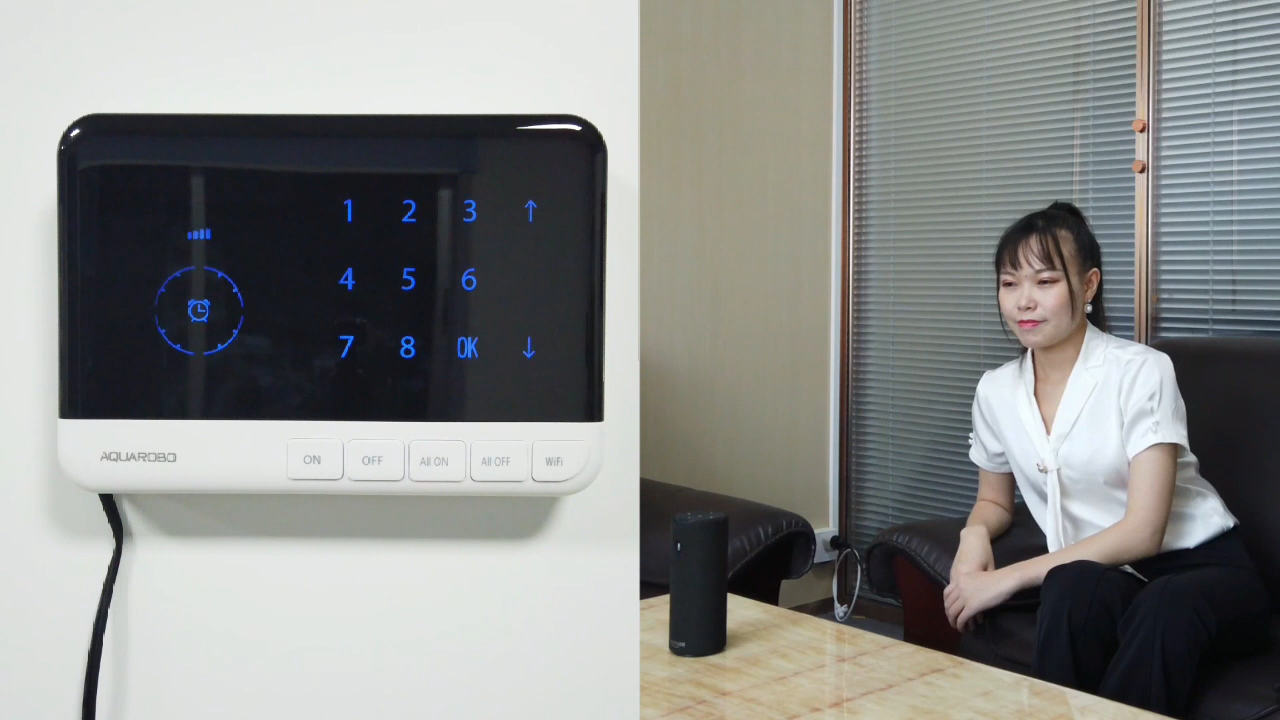 1 2 3 ↑
4 5 6
7 8 OK ↓
AQUAROBO ON OFF All ON All OFF WiFi